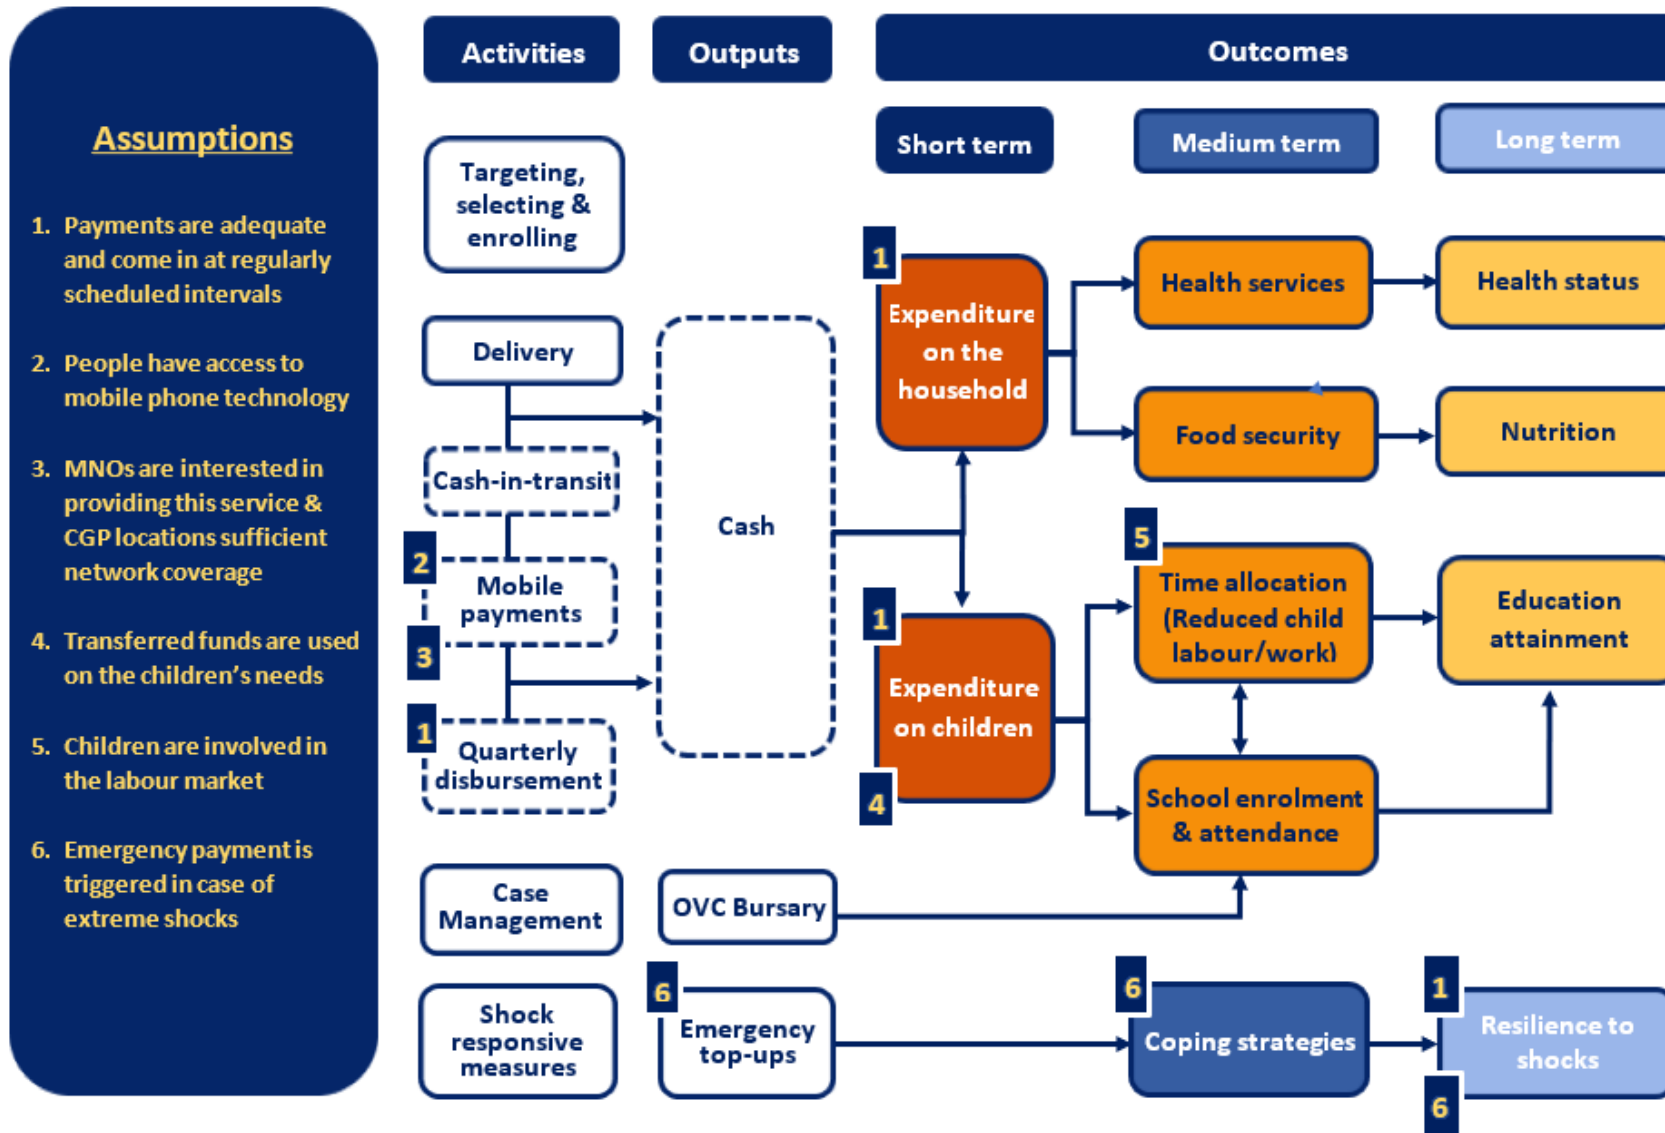 Assumptions
1. Payments are adequate
and come in at regularly
scheduled intervals
2. People have access to
mobile phone technology
3. MNOs are interested in
providing this service &
CGP locations sufficient
network coverage
4. Transferred funds are used
on the children's needs
5. Children are involved in
the labour market
6. Emergency payment is
triggered in case of
extreme shocks
Activities
Outputs
Outcomes
Short term
Medium term
Long term
Targeting,
selecting &
enrolling
Delivery
Cash-in-transit
2
Mobile
payments
3
1
Quarterly
disbursement
Case
Management
Shock
responsive
measures
Cash
OVC Bursary
6
Emergency
top-ups
1
Expenditure
on the
household
1
Expenditure
on children
4
Health services
Food security
5
Time allocation
(Reduced child
labour/work)
School enrolment
& attendance
6
Coping strategies
Health status
Nutrition
Education
attainment
1
Resilience to
shocks
6